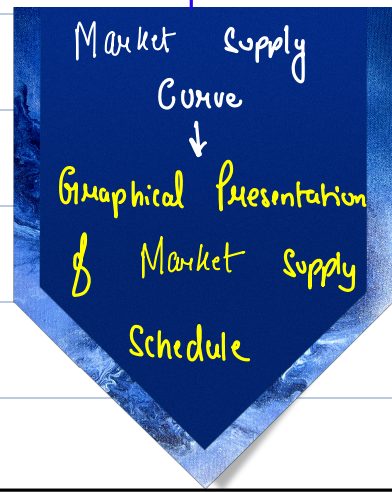 Market Supply
Curve
↓
Graphical Presentation
of Market Supply
Schedule